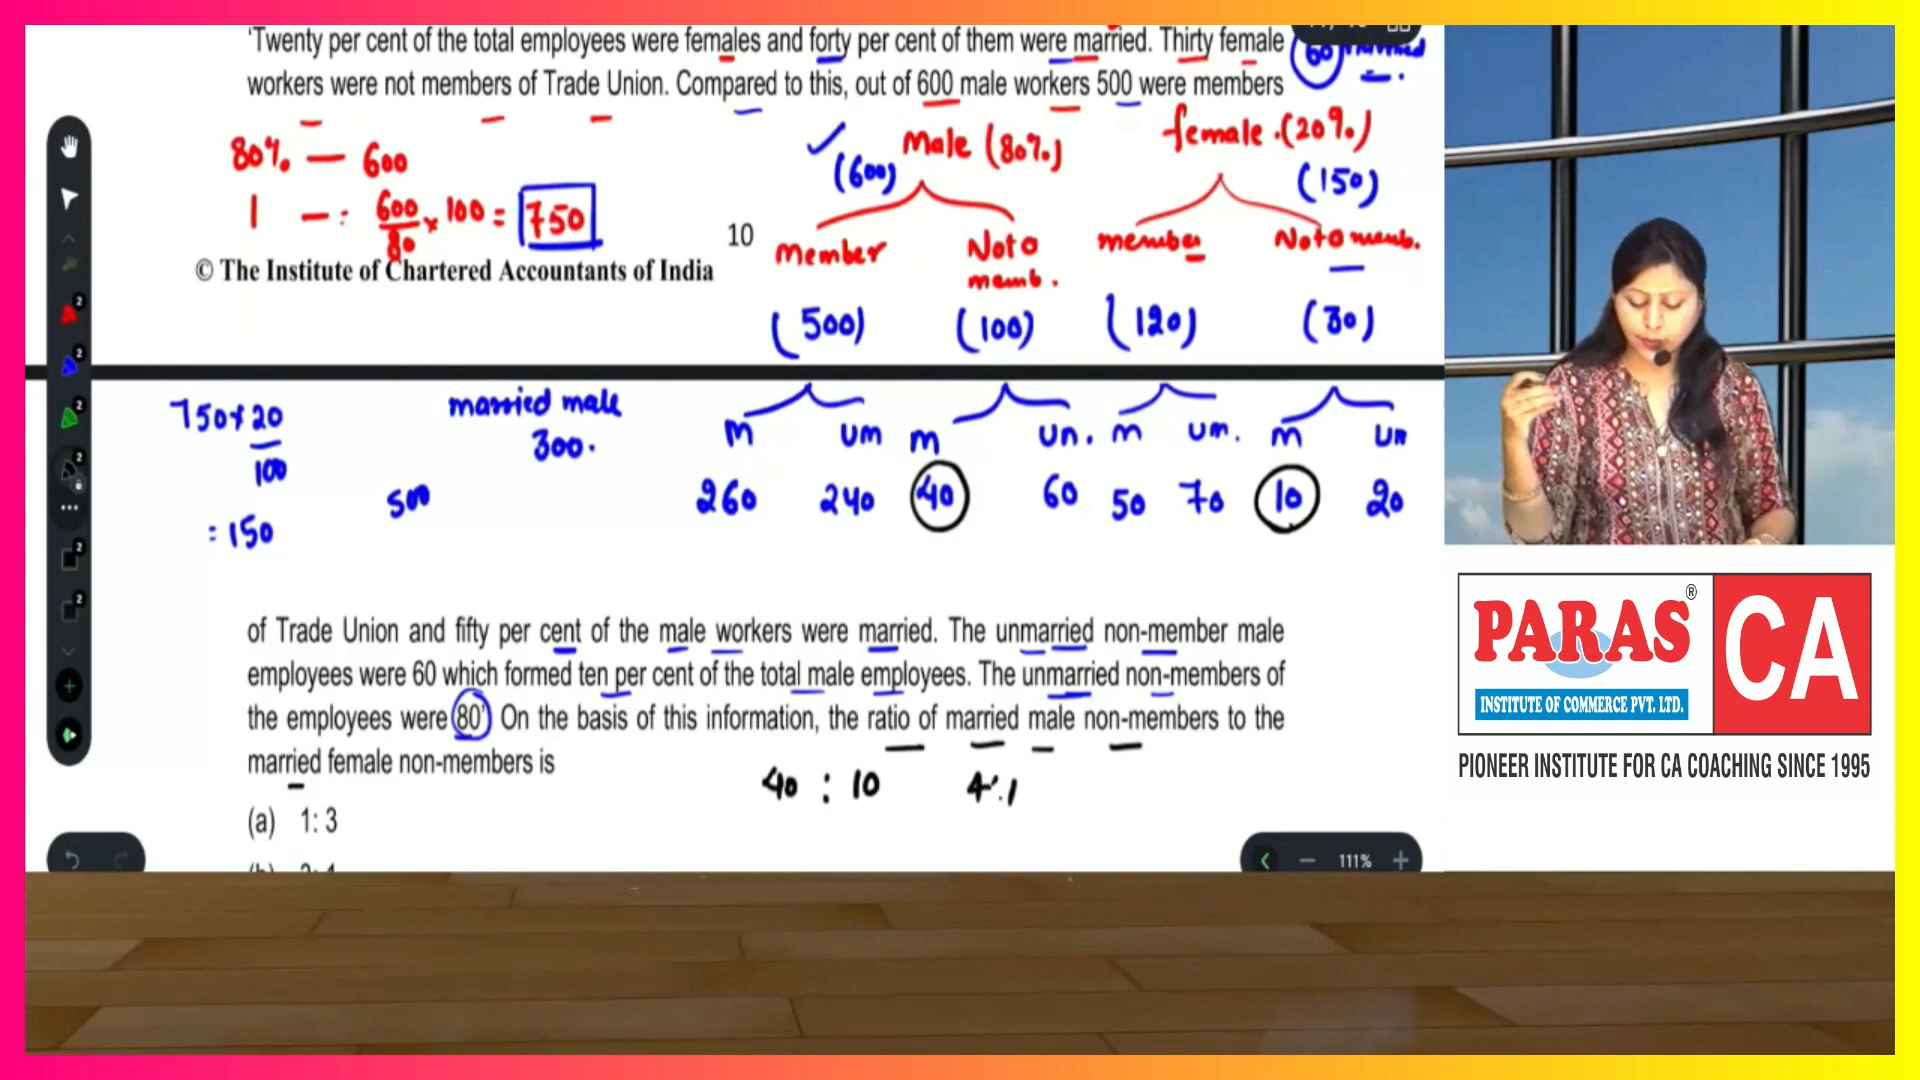 'Twenty per cent of the total employees were females and forty per cent of them were married. Thirty female
60 married
workers were not members of Trade Union. Compared to this, out of 600 male workers 500 were members
80% — 600
1 — : 600/80 × 100 = 750
Male (80%)
(600)
female . (20%)
(150)
10
Member
Not a memb.
member
Not a memb.
© The Institute of Chartered Accountants of India
(500)
(100)
(120)
(30)
750 × 20/100
= 150
married male
300.
500
m um m un. m um. m un
260 240 40 60 50 70 10 20
of Trade Union and fifty per cent of the male workers were married. The unmarried non-member male
employees were 60 which formed ten per cent of the total male employees. The unmarried non-members of
the employees were 80' On the basis of this information, the ratio of married male non-members to the
married female non-members is
40 : 10 4:1
(a) 1: 3
111%
PARAS ®
CA
INSTITUTE OF COMMERCE PVT. LTD.
PIONEER INSTITUTE FOR CA COACHING SINCE 1995